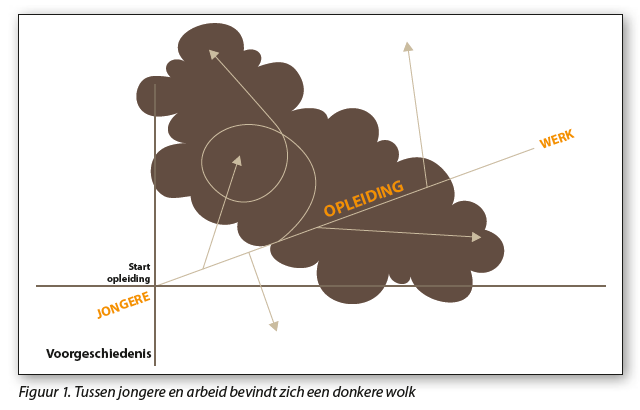 WERK
OPLEIDING
Start
opleiding
JONGERE
Voorgeschiedenis
Figuur 1. Tussen jongere en arbeid bevindt zich een donkere wolk